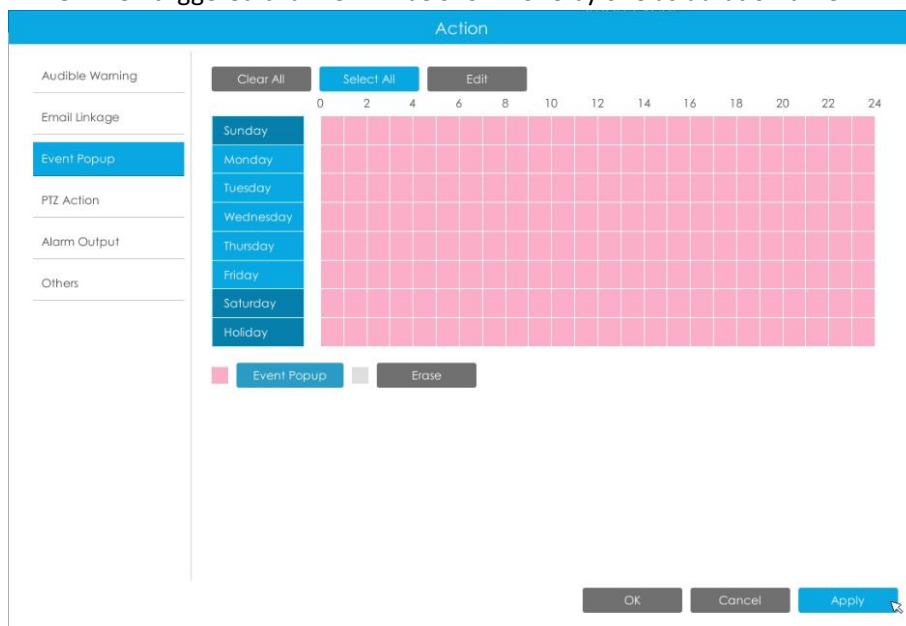 Action
Audible Warning
Email Linkage
Event Popup
PTZ Action
Alarm Output
Others
Clear All Select All Edit
0 2 4 6 8 10 12 14 16 18 20 22 24
Sunday
Monday
Tuesday
Wednesday
Thursday
Friday
Saturday
Holiday
Event Popup Erase
OK Cancel Apply